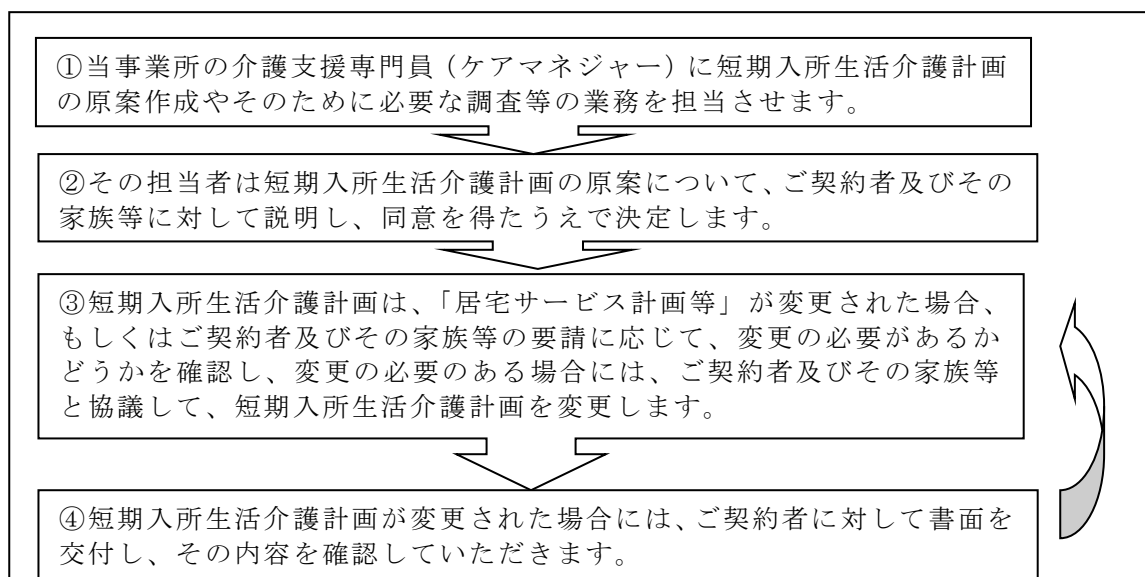 ①当事業所の介護支援専門員（ケアマネジャー）に短期入所生活介護計画
の原案作成やそのために必要な調査等の業務を担当させます。
②その担当者は短期入所生活介護計画の原案について、ご契約者及びその
家族等に対して説明し、同意を得たうえで決定します。
③短期入所生活介護計画は、「居宅サービス計画等」が変更された場合、
もしくはご契約者及びその家族等の要請に応じて、変更の必要があるか
どうかを確認し、変更の必要のある場合には、ご契約者及びその家族等
と協議して、短期入所生活介護計画を変更します。
④短期入所生活介護計画が変更された場合には、ご契約者に対して書面を
交付し、その内容を確認していただきます。